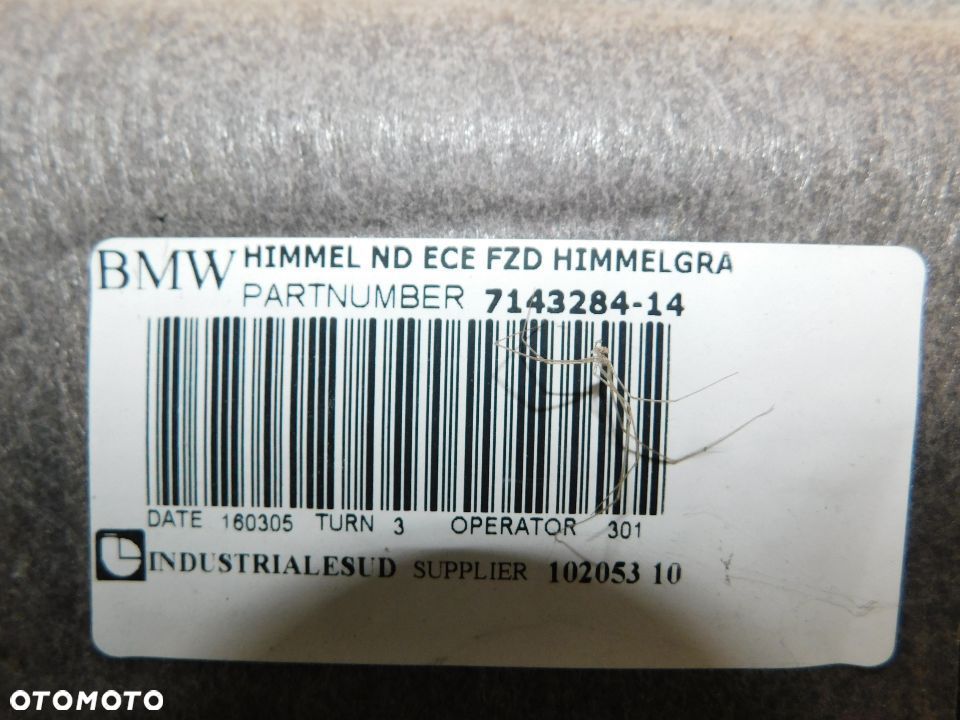 BMW HIMMEL ND ECE FZD HIMMELGRA
PARTNUMBER 7143284-14
DATE 160305 TURN 3 OPERATOR 301
INDUSTRIALESUD SUPPLIER 102053 10
OTOMOTO